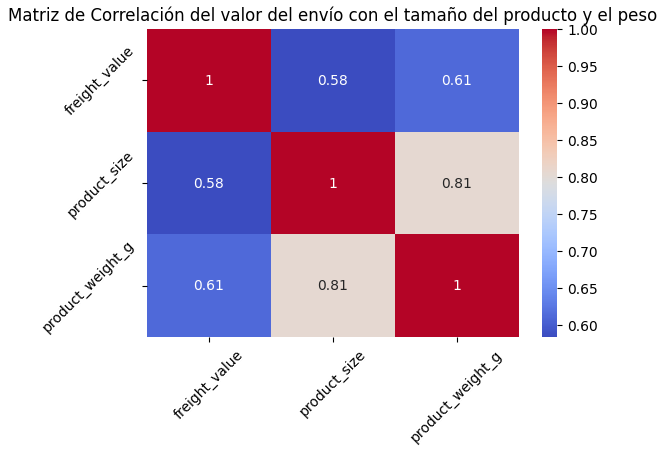 Matriz de Correlación del valor del envío con el tamaño del producto y el peso
freight_value
1
0.58
0.61
product_size
0.58
1
0.81
product_weight_g
0.61
0.81
1
freight_value
product_size
product_weight_g
1.00
0.95
0.90
0.85
0.80
0.75
0.70
0.65
0.60